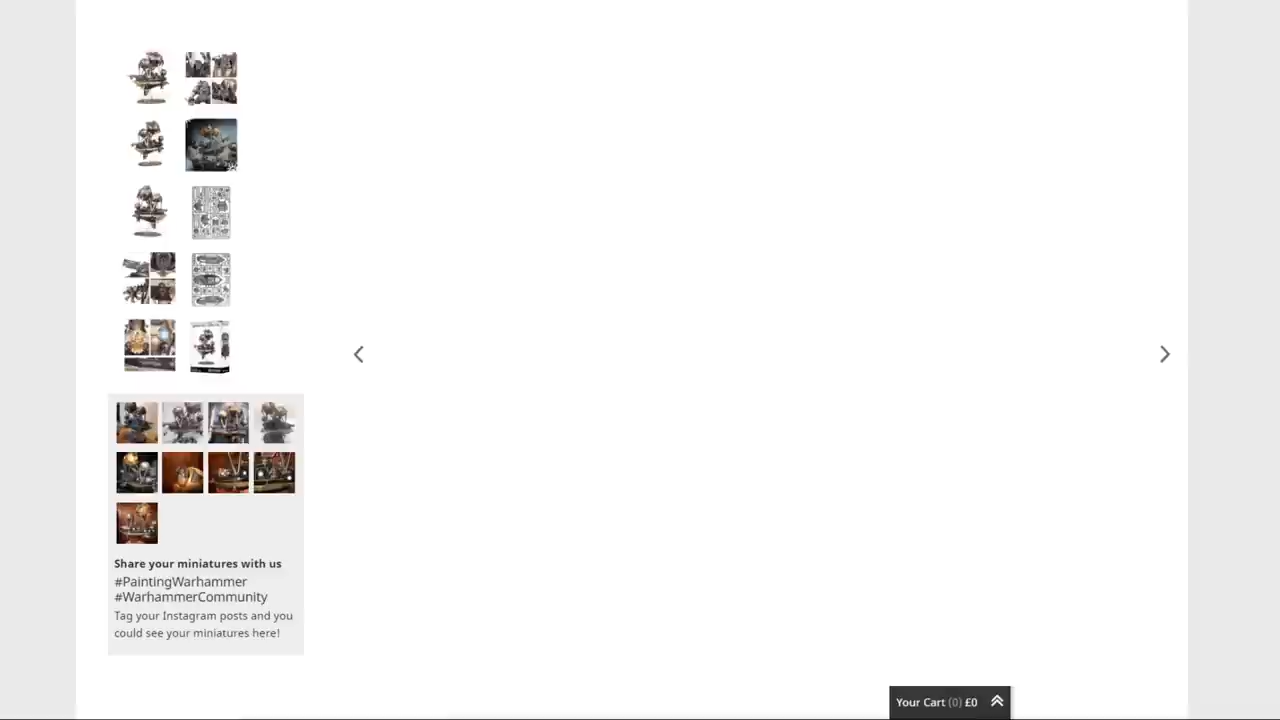 Share your miniatures with us
#PaintingWarhammer
#WarhammerCommunity
Tag your Instagram posts and you
could see your miniatures here!
Your Cart (0) £0